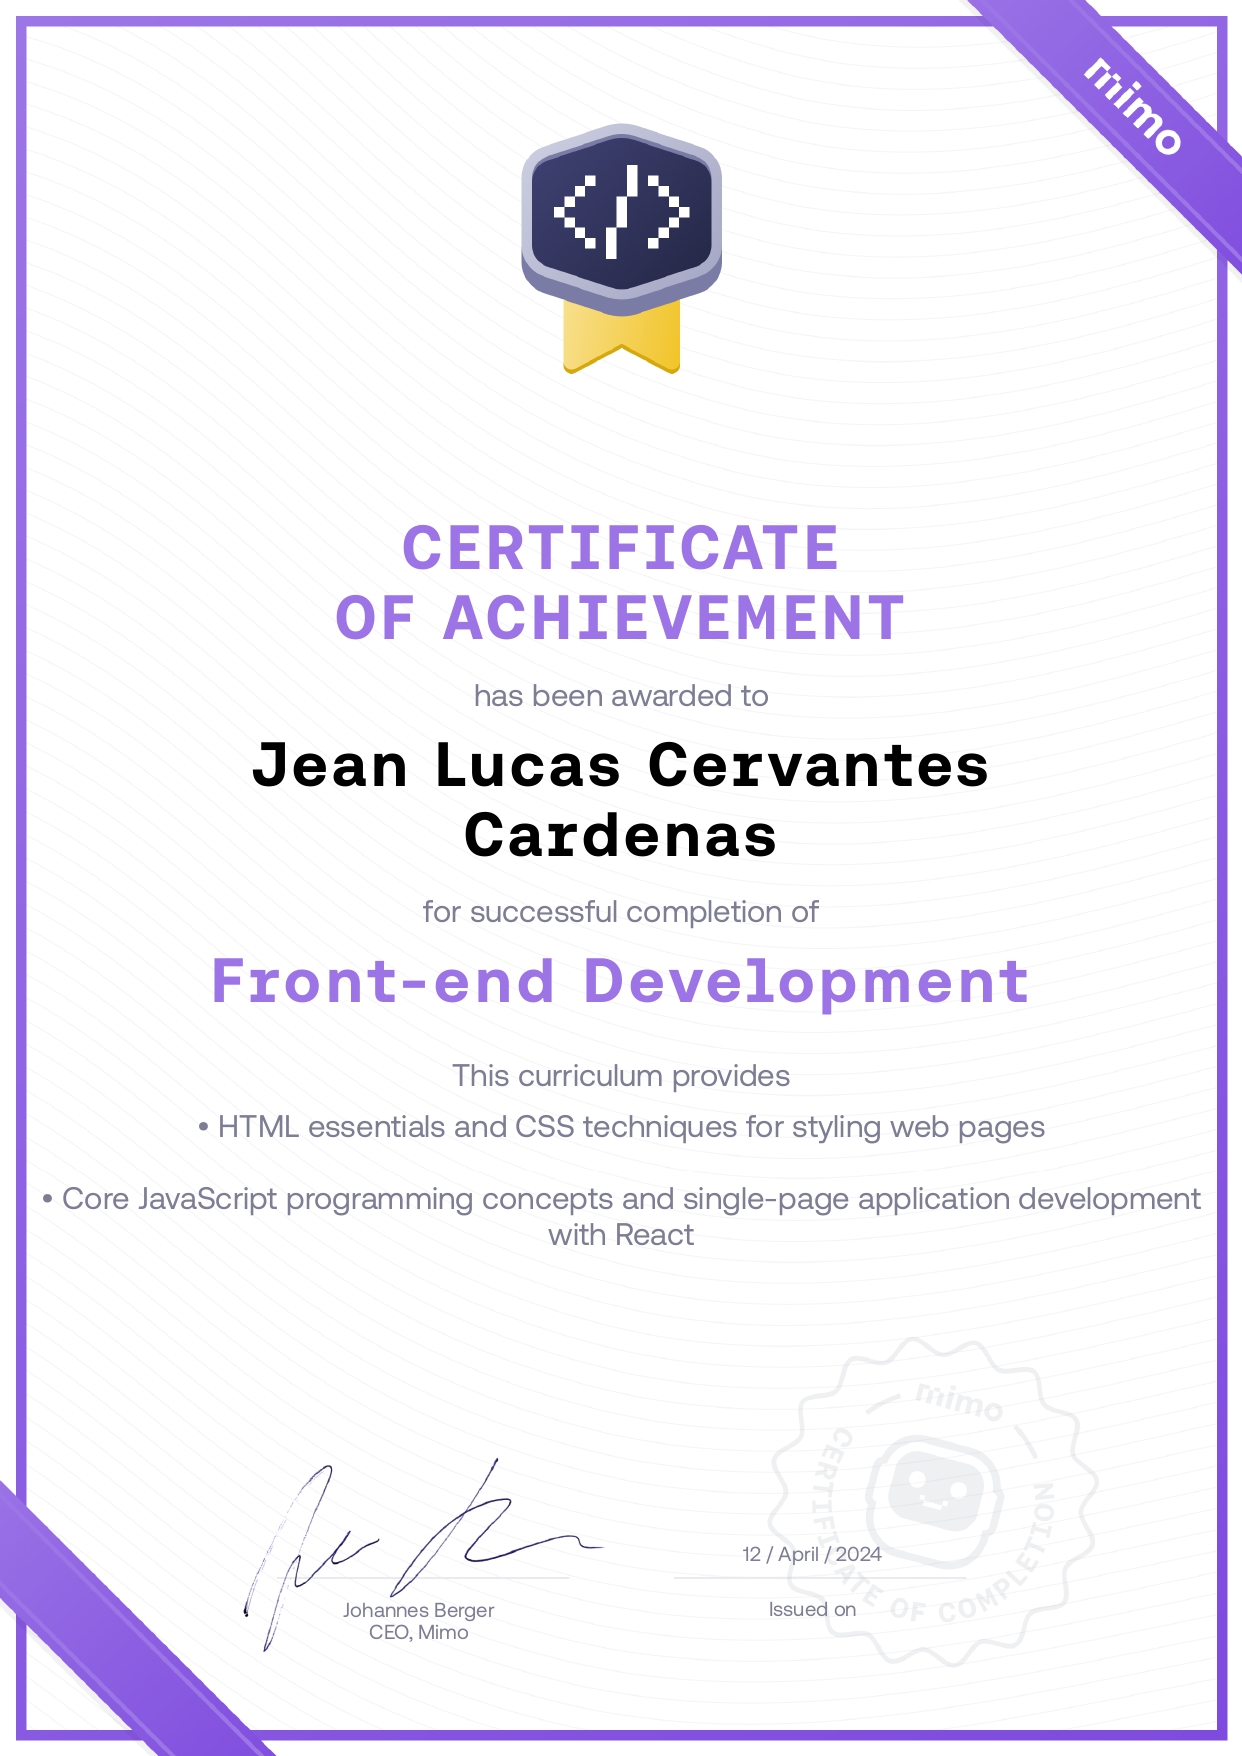 mimo
</>
CERTIFICATE
OF ACHIEVEMENT
has been awarded to
Jean Lucas Cervantes
Cardenas
for successful completion of
Front-end Development
This curriculum provides
• HTML essentials and CSS techniques for styling web pages
• Core JavaScript programming concepts and single-page application development
with React
mimo
CERTIFICATE OF COMPLETION
12 / April / 2024
Issued on
Johannes Berger
CEO, Mimo